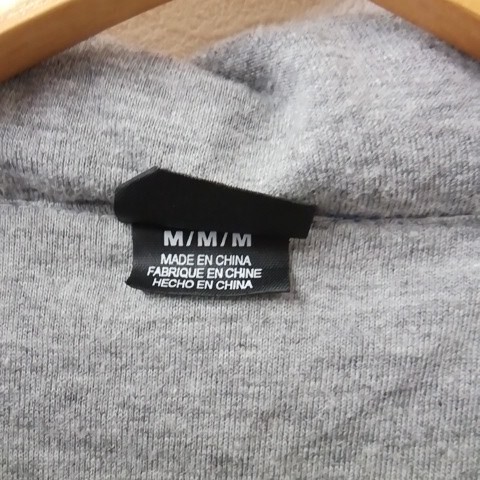 M/M/M
MADE EN CHINA
FABRIQUE EN CHINE
HECHO EN CHINA